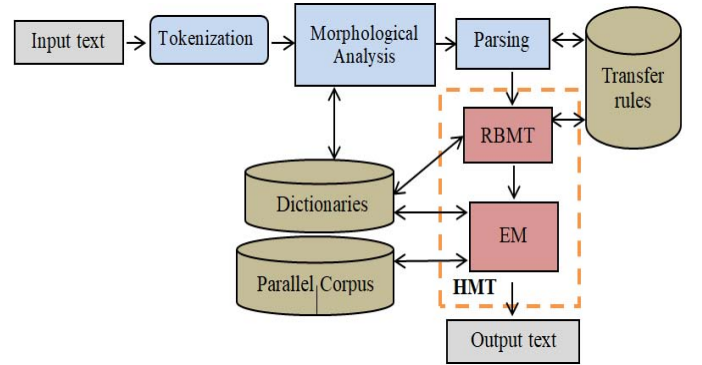 Input text
Tokenization
Morphological
Analysis
Parsing
Transfer
rules
RBMT
Dictionaries
EM
Parallel Corpus
HMT
Output text